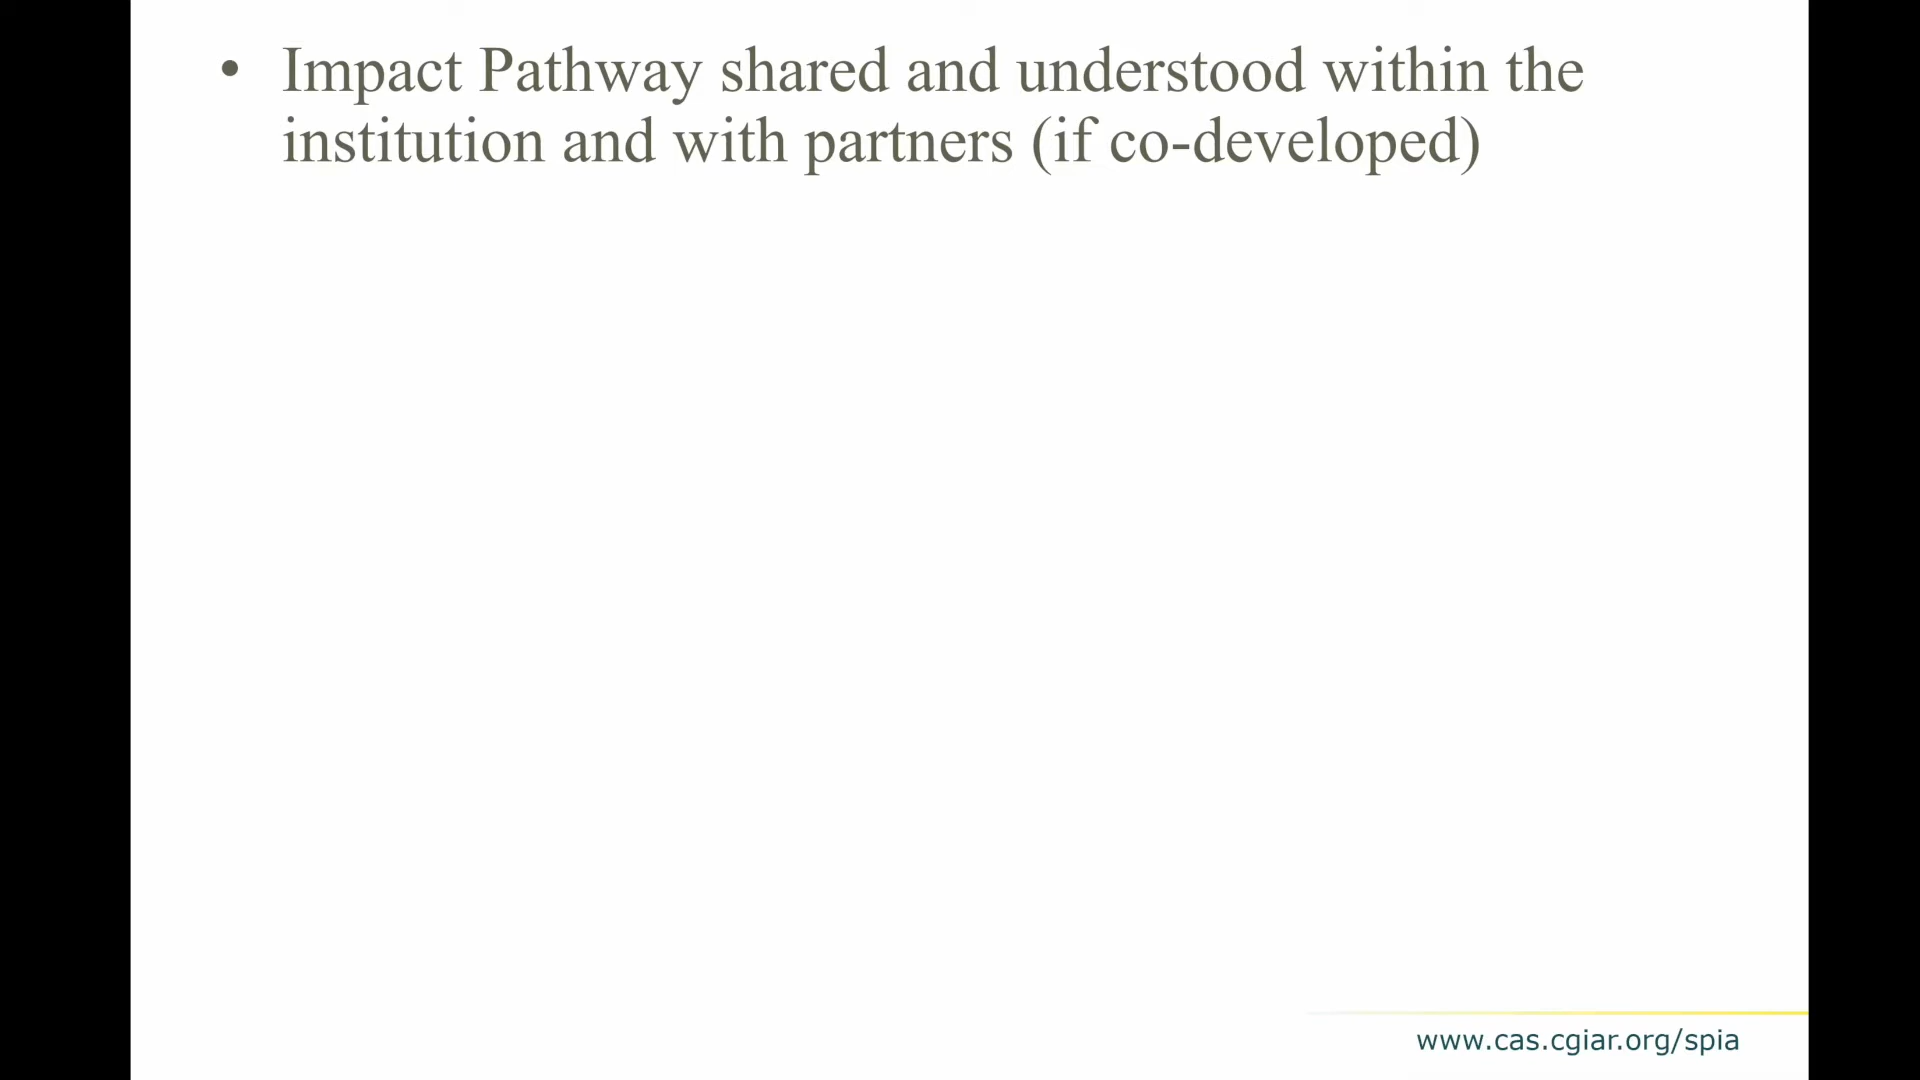 • Impact Pathway shared and understood within the
institution and with partners (if co-developed)
www.cas.cgiar.org/spia